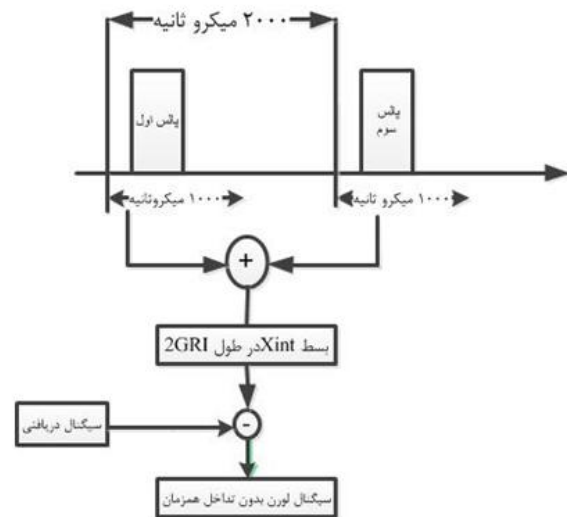 ۲۰۰۰ میکرو ثانیه
پالس اول
پالس
سوم
۱۰۰۰ میکروثانیه
۱۰۰۰ میکرو ثانیه
+
بسط Xintدر طول 2GRI
سیگنال دریافتی
-
سیگنال لورن بدون تداخل همزمان